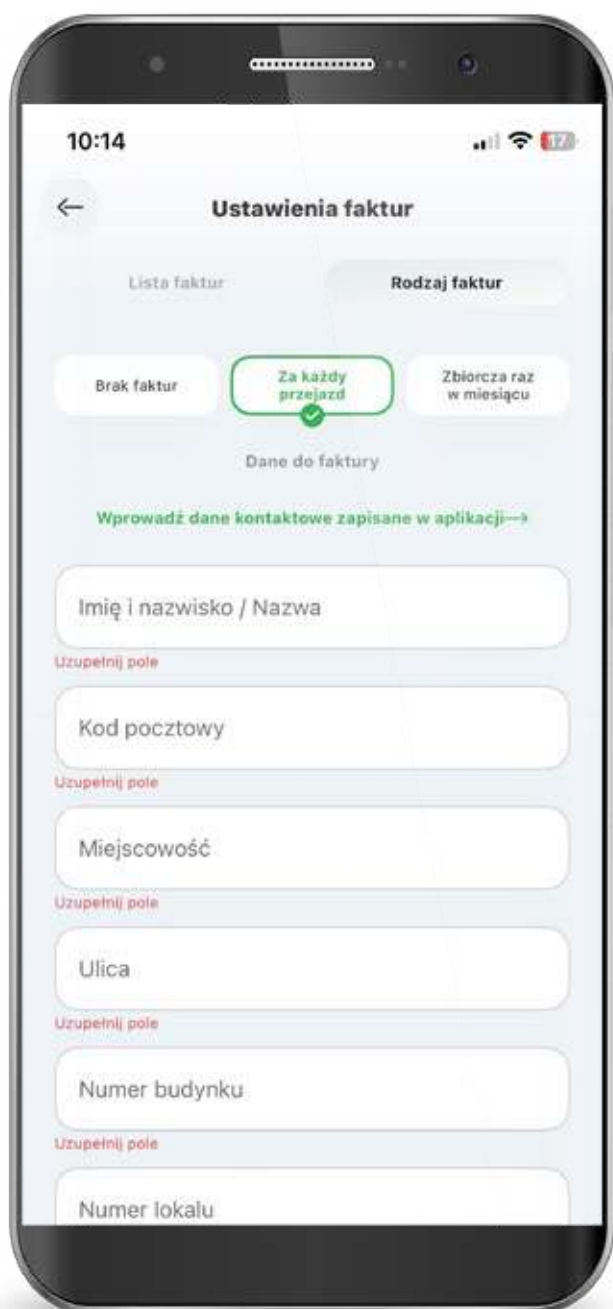 10:14
17
Ustawienia faktur
Lista faktur
Rodzaj faktur
Brak faktur
Za każdy
przejazd
Zbiorcza raz
w miesiącu
Dane do faktury
Wprowadź dane kontaktowe zapisane w aplikacji
Imię i nazwisko / Nazwa
Uzupełnij pole
Kod pocztowy
Uzupełnij pole
Miejscowość
Uzupełnij pole
Ulica
Uzupełnij pole
Numer budynku
Uzupełnij pole
Numer lokalu